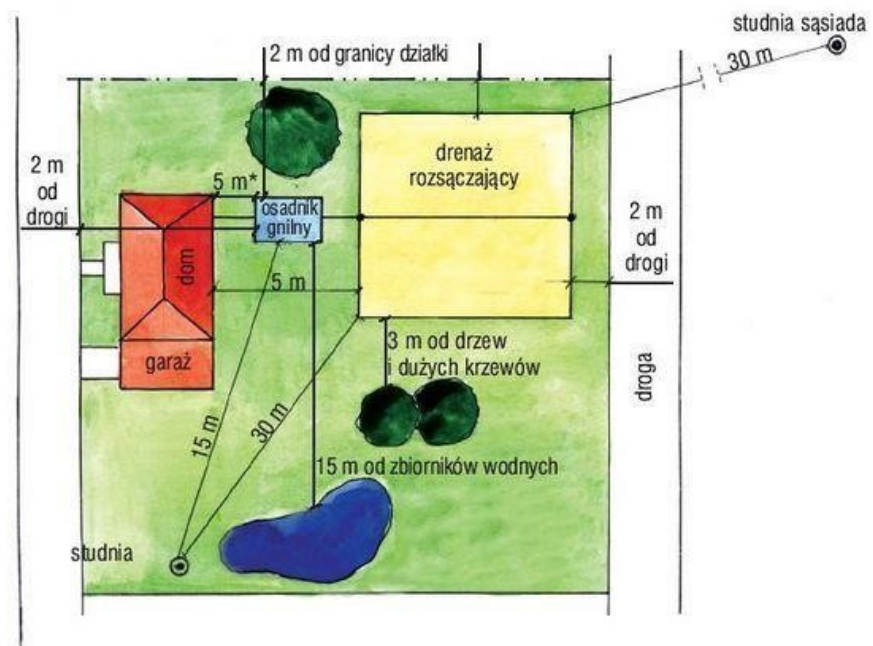 studnia sąsiada
30 m
2 m od granicy działki
2 m
od
drogi
5 m*
osadnik
gnilny
drenaż
rozsączający
2 m
od
drogi
dom
5 m
garaż
3 m od drzew
i dużych krzewów
droga
15 m
30 m
15 m od zbiorników wodnych
studnia